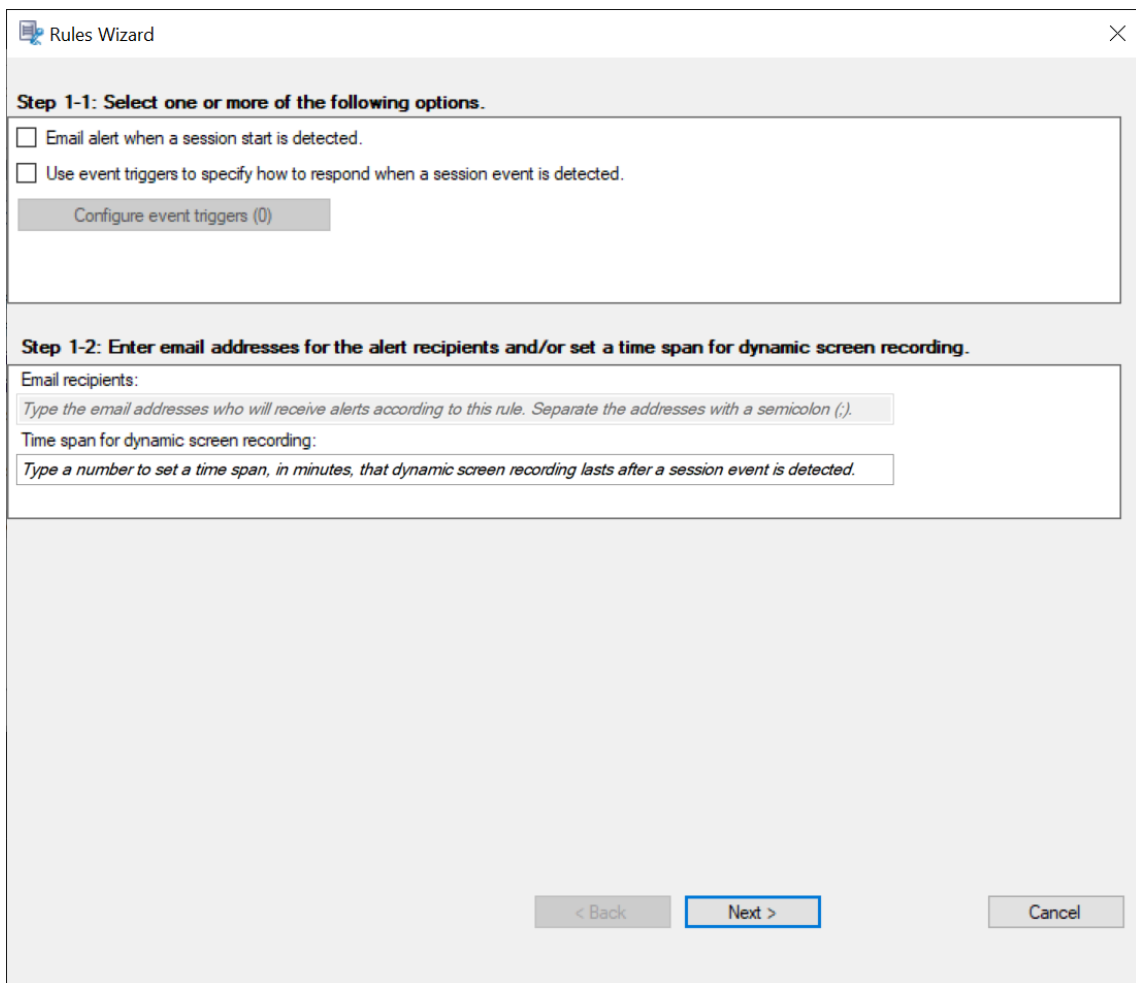 Rules Wizard
Step 1-1: Select one or more of the following options.
Email alert when a session start is detected.
Use event triggers to specify how to respond when a session event is detected.
Configure event triggers (0)
Step 1-2: Enter email addresses for the alert recipients and/or set a time span for dynamic screen recording.
Email recipients:
Type the email addresses who will receive alerts according to this rule. Separate the addresses with a semicolon (;).
Time span for dynamic screen recording:
Type a number to set a time span, in minutes, that dynamic screen recording lasts after a session event is detected.
< Back
Next >
Cancel